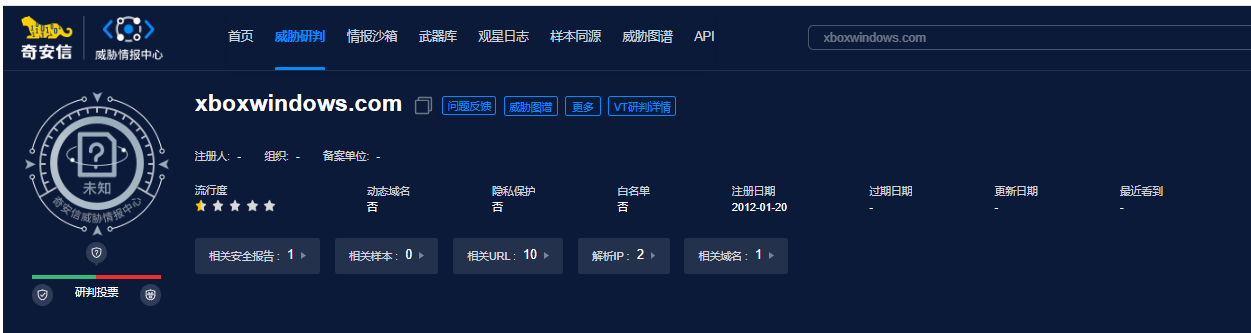 奇安信 威胁情报中心 首页 威胁研判 情报沙箱 武器库 观星日志 样本同源 威胁图谱 API xboxwindows.com
xboxwindows.com 问题反馈 威胁图谱 更多 VT研判详情
注册人: - 组织: - 备案单位: -
流行度 动态域名 隐私保护 白名单 注册日期 过期日期 更新日期 最近看到
否 否 否 2012-01-20 - - -
未知
奇安信威胁情报中心
相关安全报告: 1 相关样本: 0 相关URL: 10 解析IP: 2 相关域名: 1
研判投票